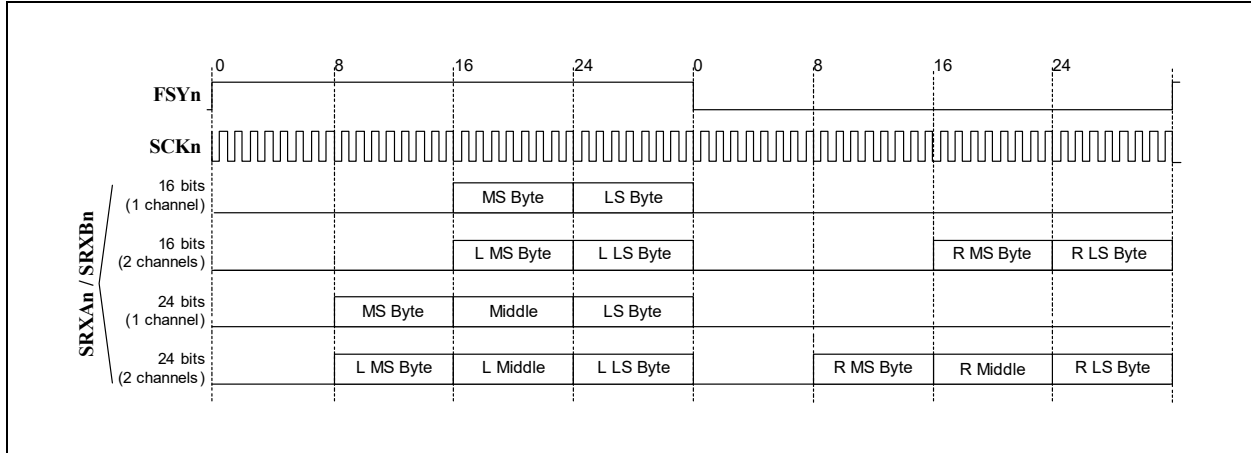 0 8 16 24 0 8 16 24
FSYn
SCKn
16 bits
(1 channel)
MS Byte LS Byte
16 bits
(2 channels)
L MS Byte L LS Byte R MS Byte R LS Byte
24 bits
(1 channel)
MS Byte Middle LS Byte
24 bits
(2 channels)
L MS Byte L Middle L LS Byte R MS Byte R Middle R LS Byte
SRXAn / SRXBn